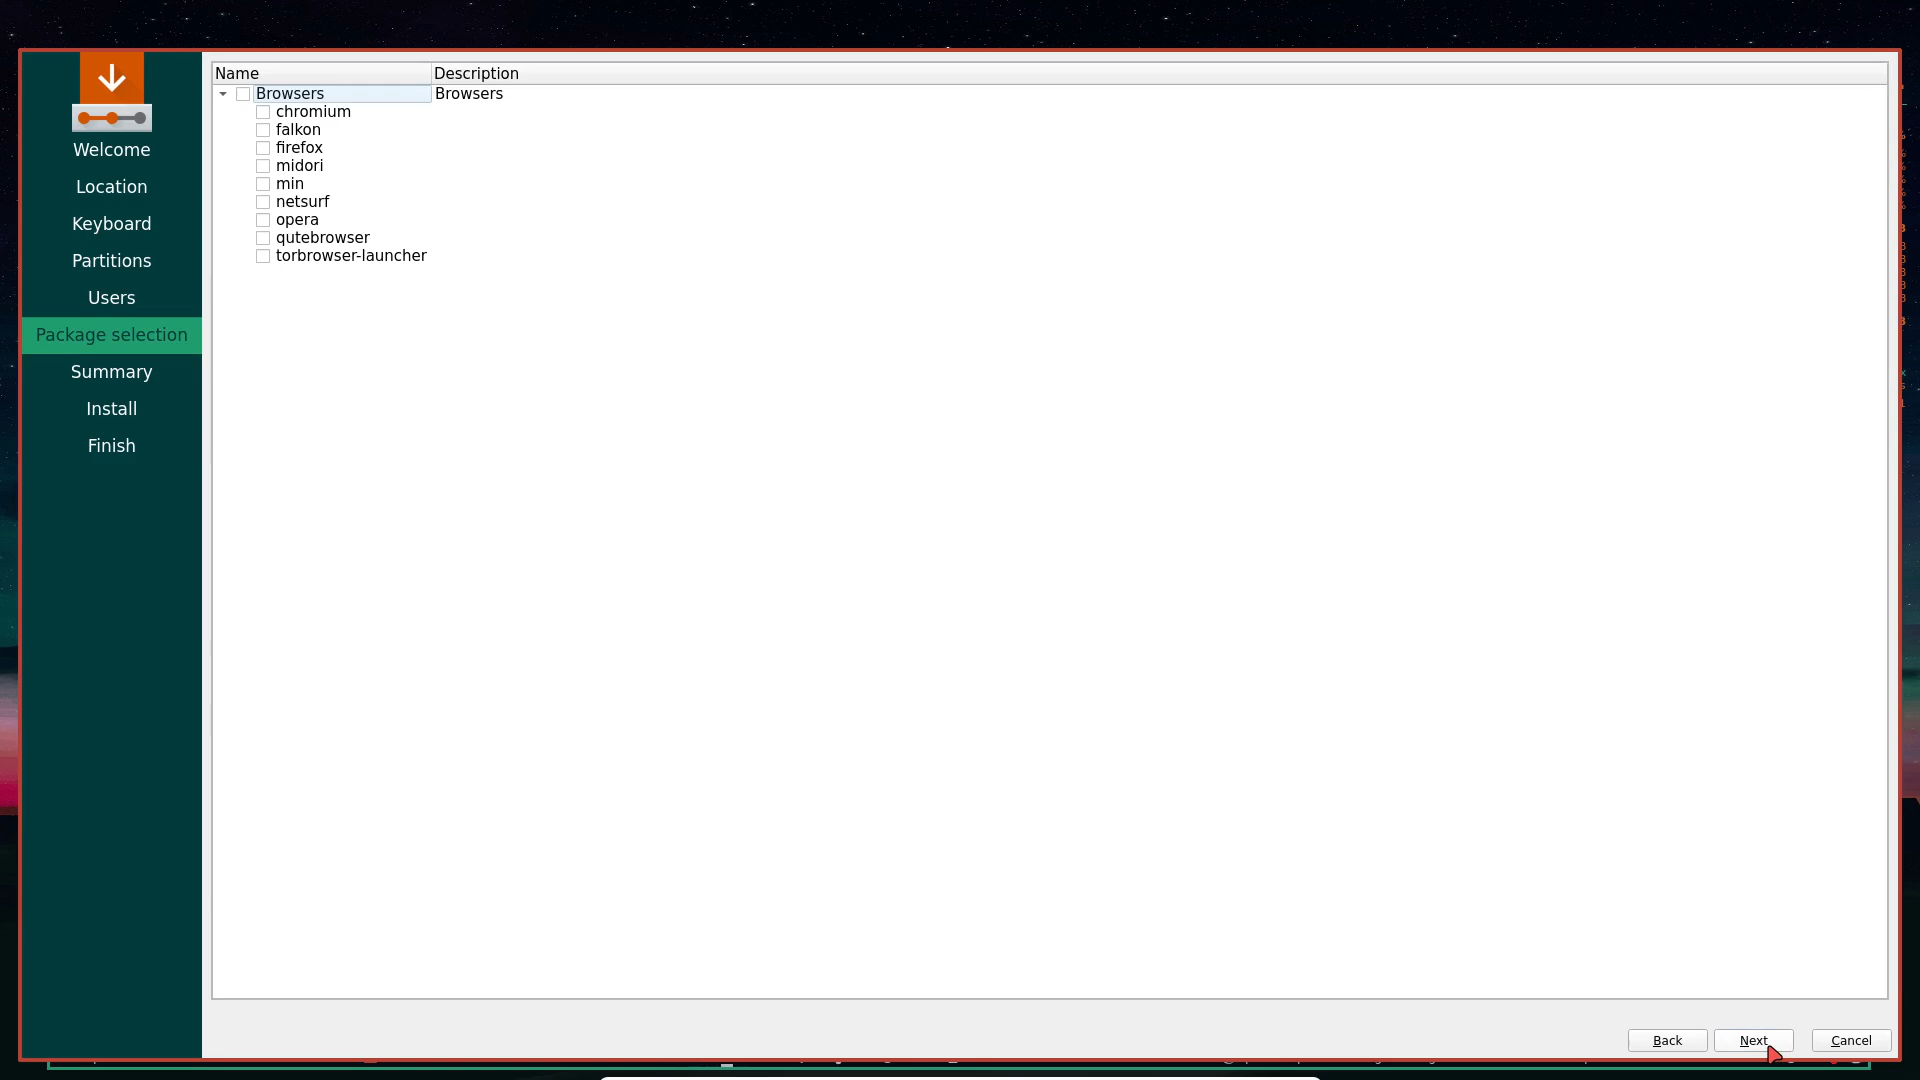 Welcome
Location
Keyboard
Partitions
Users
Package selection
Summary
Install
Finish
Name Description
Browsers Browsers
chromium
falkon
firefox
midori
min
netsurf
opera
qutebrowser
torbrowser-launcher
Back Next Cancel